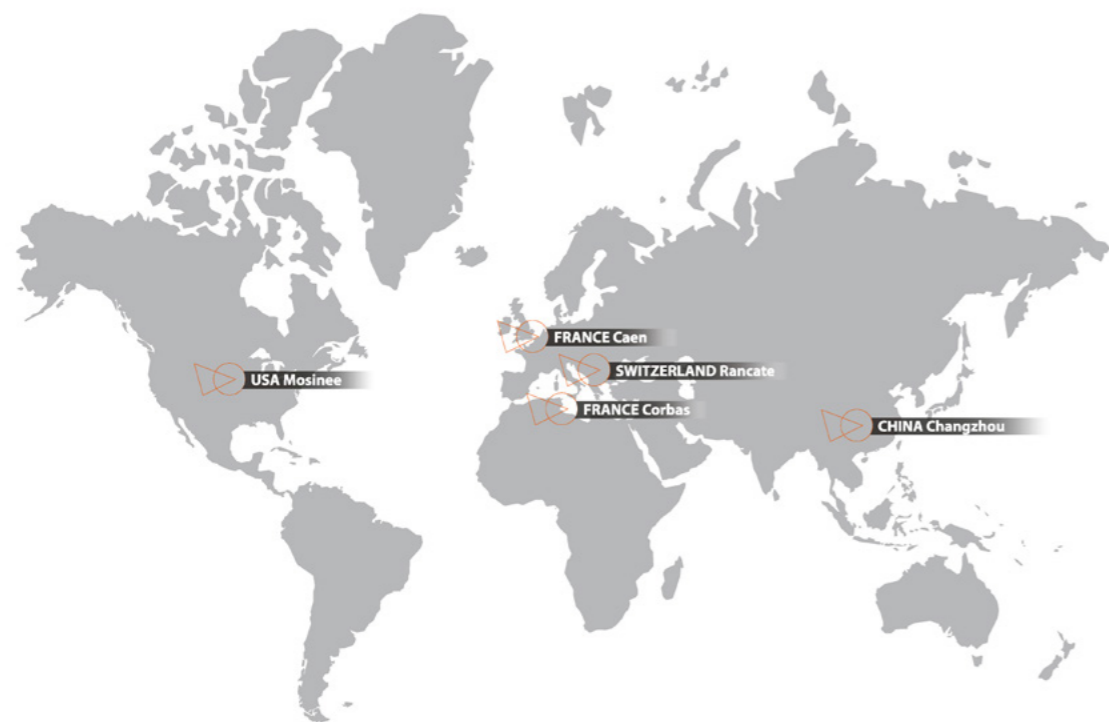 FRANCE Caen
SWITZERLAND Rancate
USA Mosinee
FRANCE Corbas
CHINA Changzhou